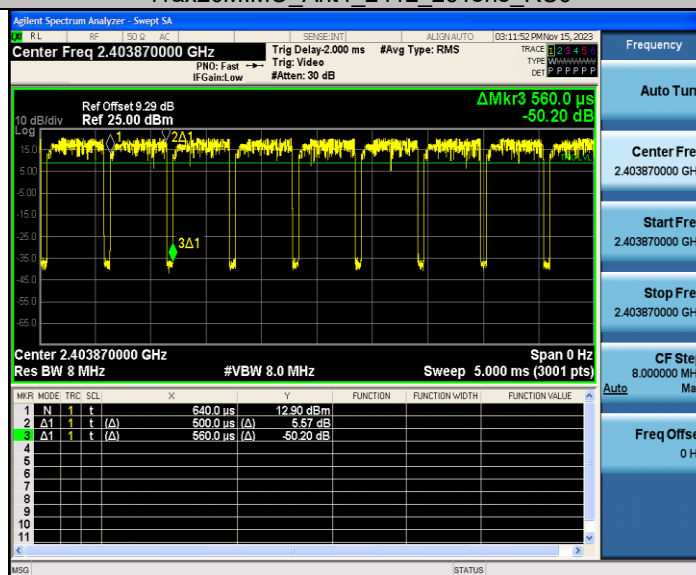 Agilent Spectrum Analyzer - Swept SA
RL RF 50 Ω AC SENSE:INT ALIGNAUTO 03:11:52 PM Nov 15, 2023
Center Freq 2.403870000 GHz
PNO: Fast
IFGain:Low
Trig Delay-2.000 ms
Trig: Video
#Atten: 30 dB
#Avg Type: RMS
TRACE 1 2 3 4 5 6
TYPE W
DET P P P P P P
ΔMkr3 560.0 µs
-50.20 dB
Ref Offset 9.29 dB
10 dB/div Ref 25.00 dBm
Log
15.0
5.00
-5.00
-15.0
-25.0
-35.0
-45.0
-55.0
-65.0
1
2Δ1
3Δ1
Center 2.403870000 GHz Span 0 Hz
Res BW 8 MHz #VBW 8.0 MHz Sweep 5.000 ms (3001 pts)
MKR MODE TRC SCL X Y FUNCTION FUNCTION WIDTH FUNCTION VALUE
1 N 1 t 640.0 µs 12.90 dBm
2 Δ1 1 t (Δ) 500.0 µs (Δ) 5.57 dB
3 Δ1 1 t (Δ) 560.0 µs (Δ) -50.20 dB
4
5
6
7
8
9
10
11
MSG STATUS
Frequency
Auto Tun
Center Fre
2.403870000 GH
Start Fre
2.403870000 GH
Stop Fre
2.403870000 GH
CF Ste
8.000000 MH
Auto Ma
Freq Offse
0 H